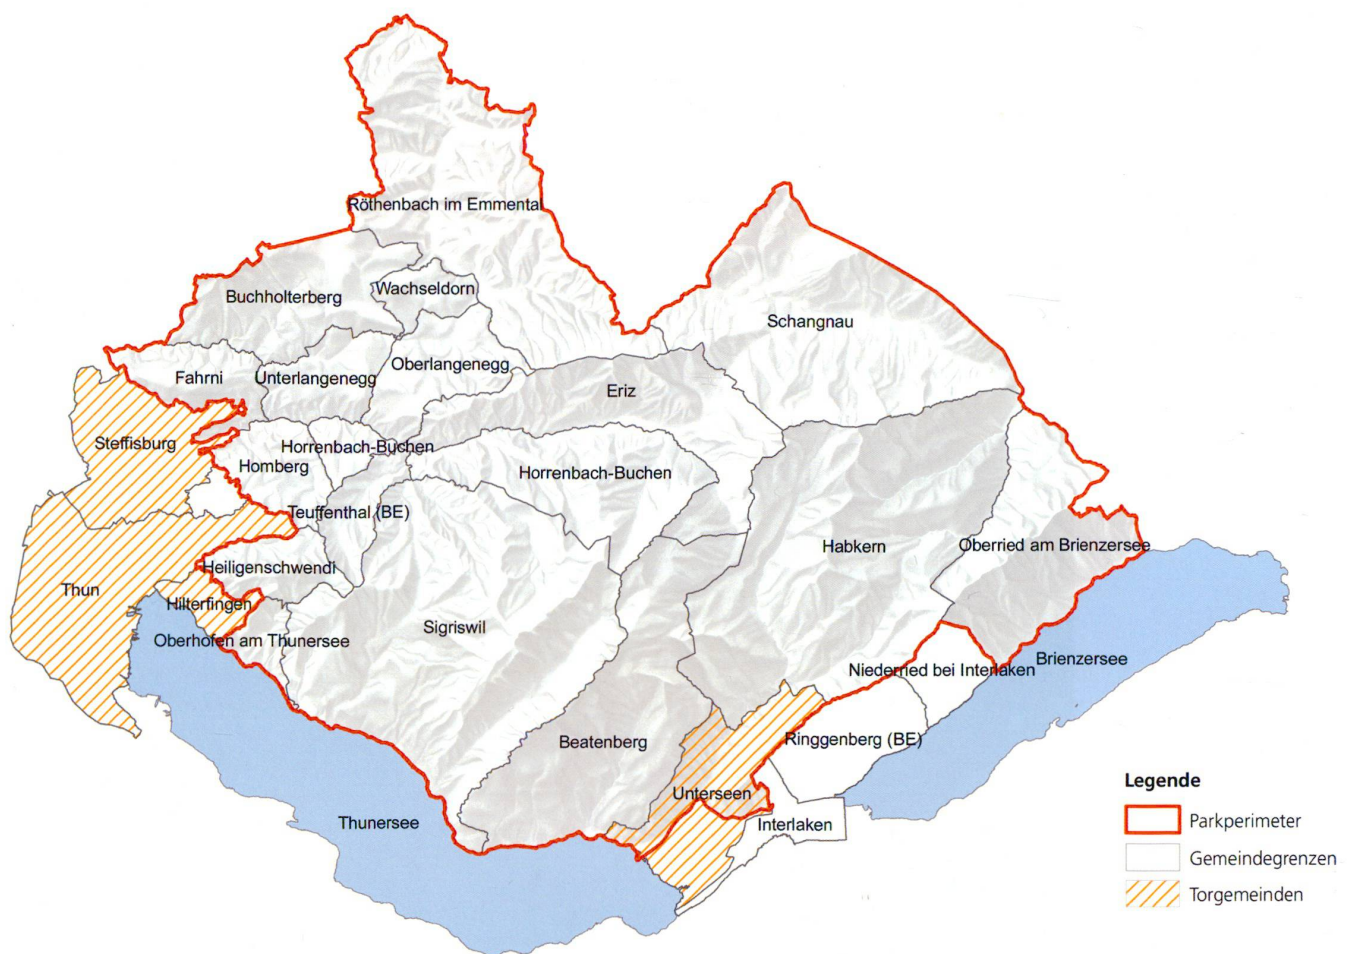 Röthenbach im Emmental
Buchholterberg
Wachseldorn
Schangnau
Fahrni
Unterlangenegg
Oberlangenegg
Eriz
Steffisburg
Horrenbach-Buchen
Homberg
Horrenbach-Buchen
Teuffenthal (BE)
Habkern
Oberried am Brienzersee
Heiligenschwendi
Thun
Hilterfingen
Sigriswil
Oberhofen am Thunersee
Niederried bei Interlaken
Brienzersee
Beatenberg
Ringgenberg (BE)
Unterseen
Thunersee
Interlaken
Legende
Parkperimeter
Gemeindegrenzen
Torgemeinden